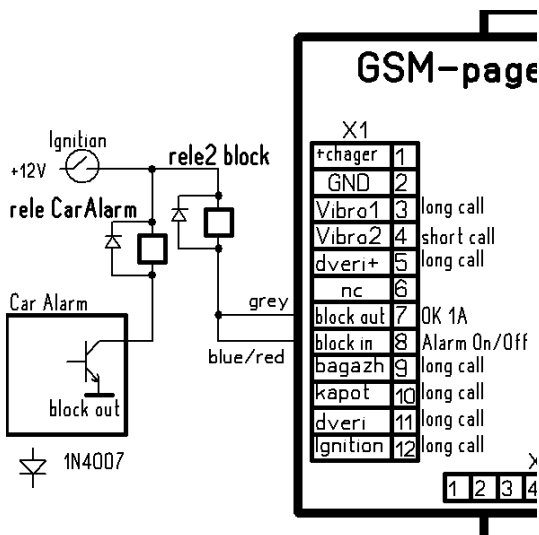 GSM-page
X1
+chager 1
GND 2
Vibro1 3 long call
Vibro2 4 short call
dveri+ 5 long call
nc 6
block out 7 OK 1A
block in 8 Alarm On/Off
bagazh 9 long call
kapot 10 long call
dveri 11 long call
Ignition 12 long call
Ignition
+12V
rele2 block
rele CarAlarm
grey
blue/red
Car Alarm
block out
1N4007
X
1 2 3 4